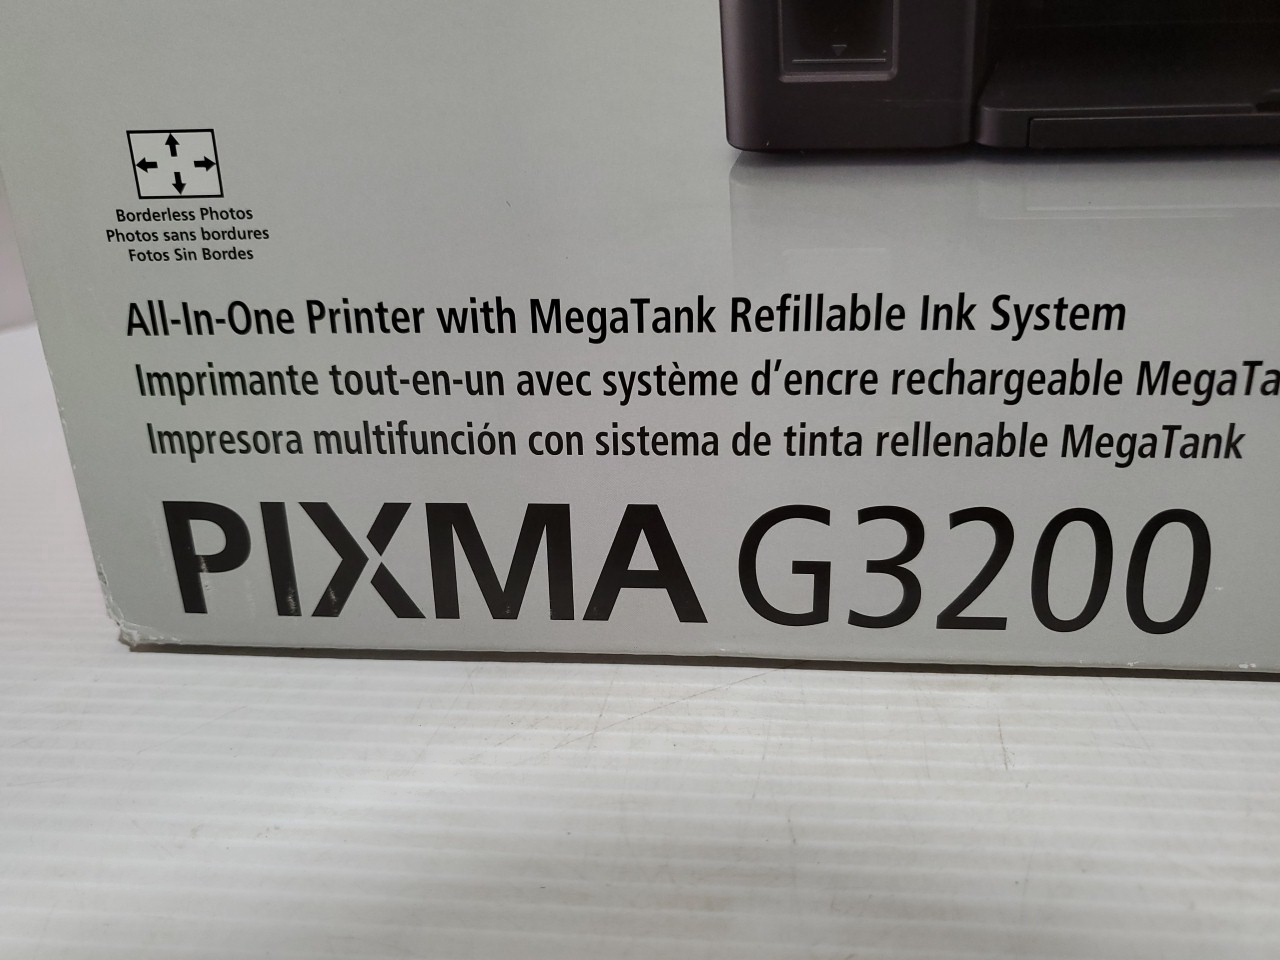 Borderless Photos
Photos sans bordures
Fotos Sin Bordes
All-In-One Printer with MegaTank Refillable Ink System
Imprimante tout-en-un avec système d'encre rechargeable MegaTa
Impresora multifunción con sistema de tinta rellenable MegaTank
PIXMA G3200